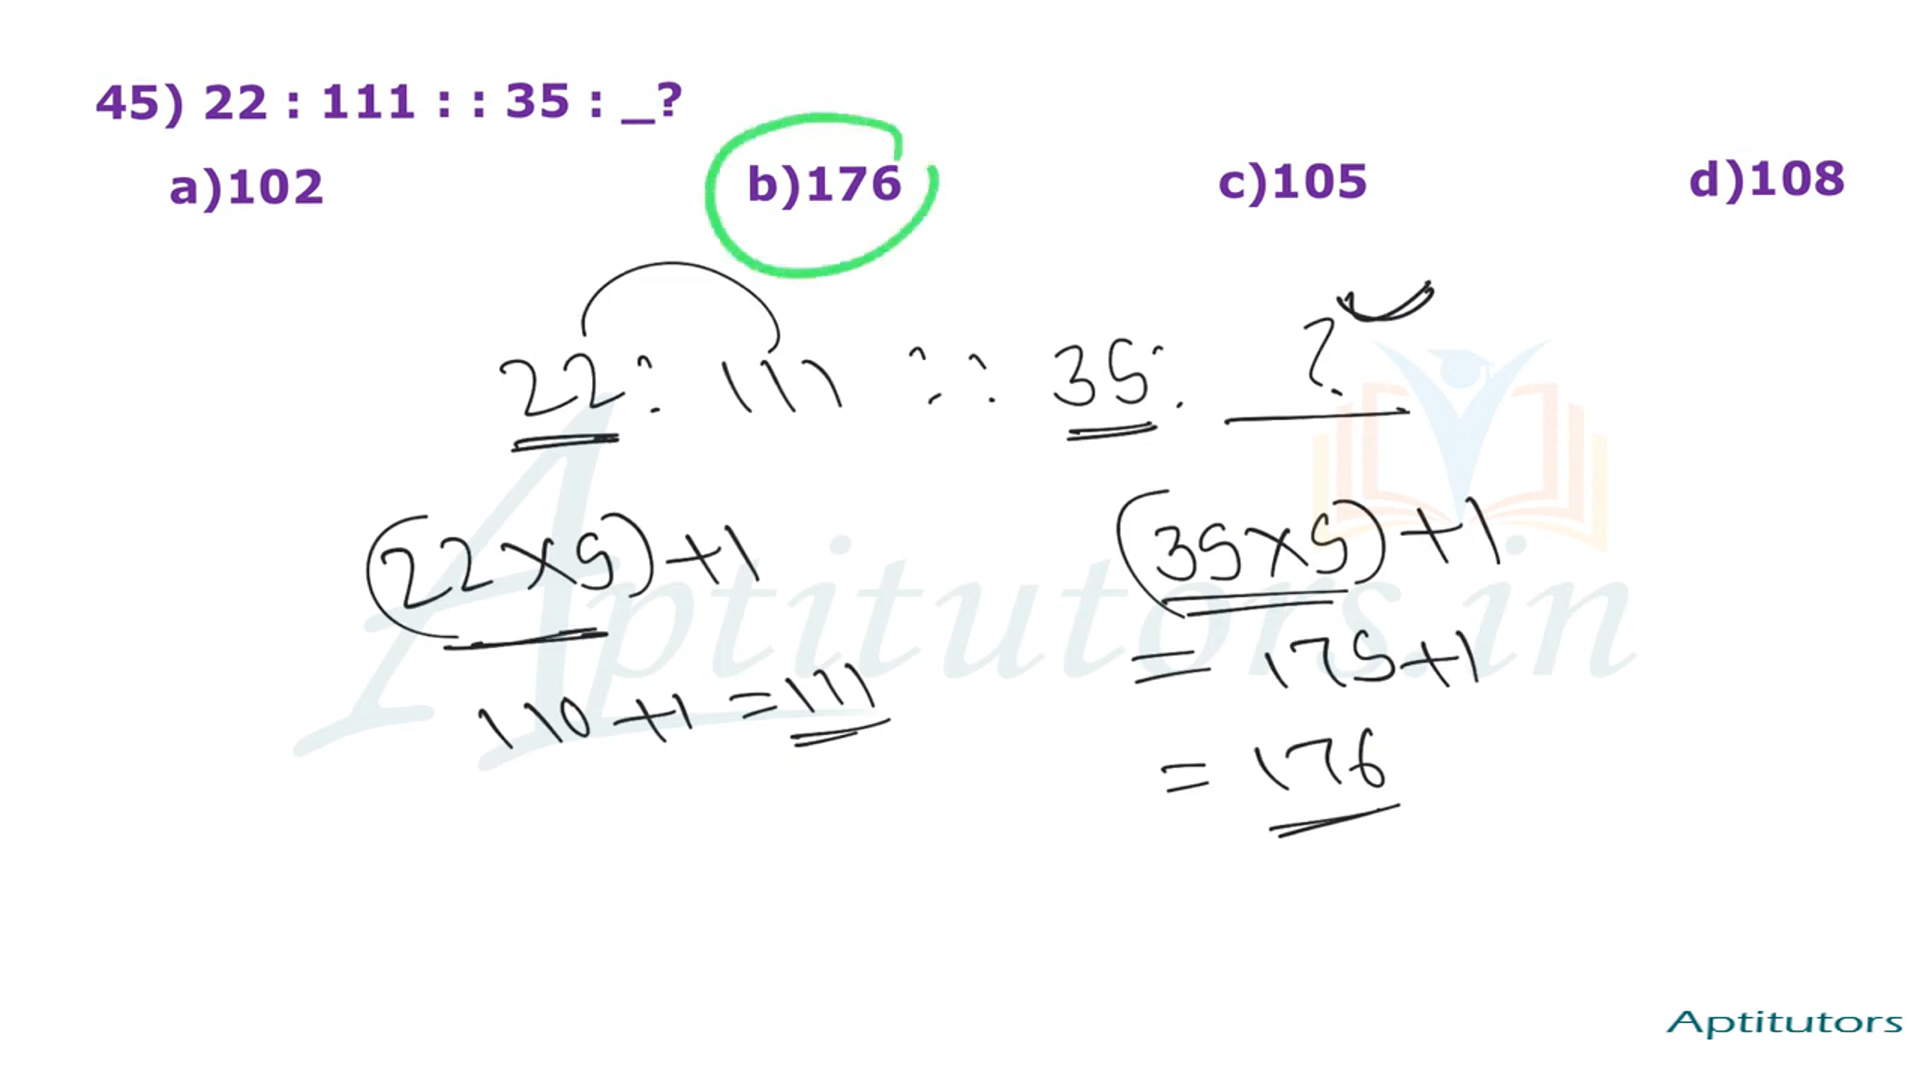 45) 22 : 111 : : 35 : _?
a)102 b)176 c)105 d)108
22 : 111 : : 35 : ?
(22×5)+1 (35×5)+1
110+1 =111 = 175+1
= 176
Aptitutors.in
Aptitutors